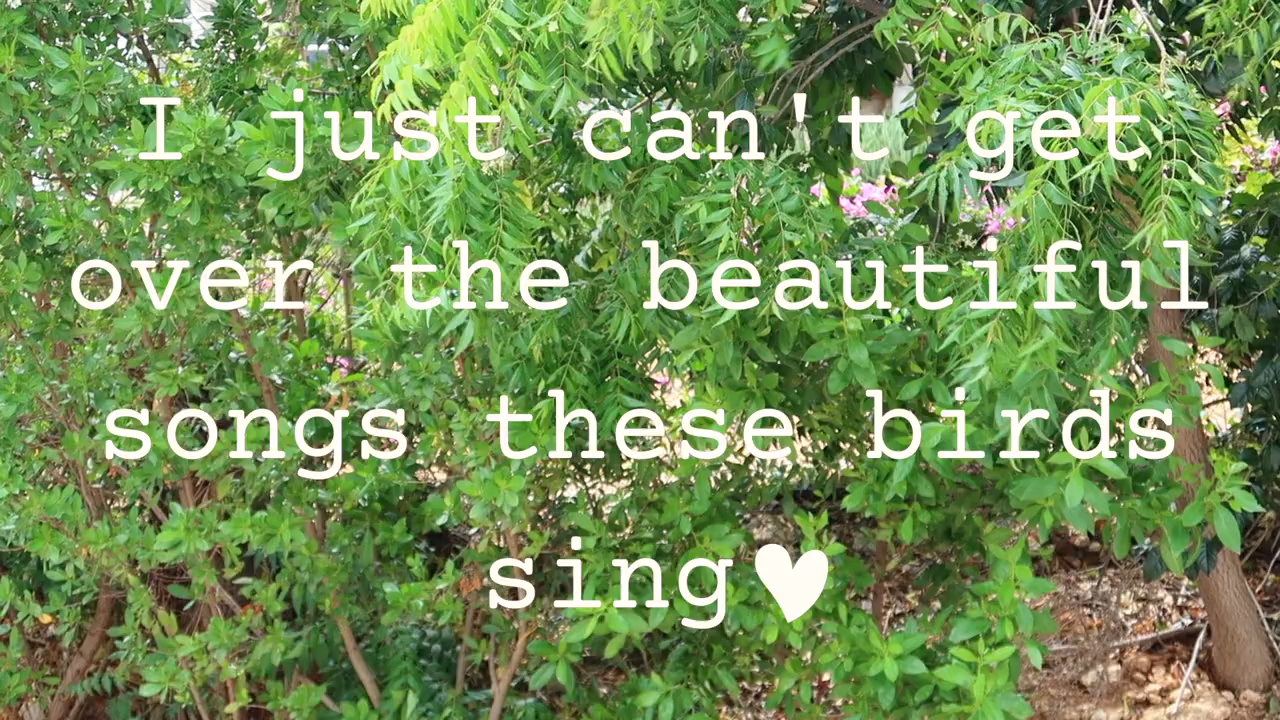 I just can't get
over the beautiful
songs these birds
sing♥